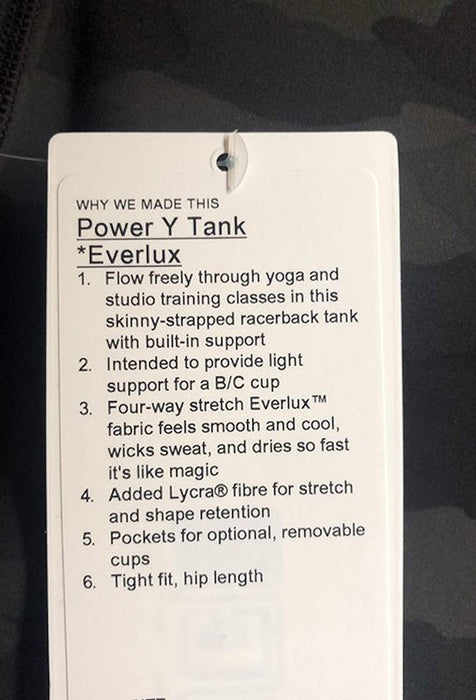 WHY WE MADE THIS
Power Y Tank
*Everlux
1. Flow freely through yoga and
studio training classes in this
skinny-strapped racerback tank
with built-in support
2. Intended to provide light
support for a B/C cup
3. Four-way stretch Everlux™
fabric feels smooth and cool,
wicks sweat, and dries so fast
it's like magic
4. Added Lycra® fibre for stretch
and shape retention
5. Pockets for optional, removable
cups
6. Tight fit, hip length